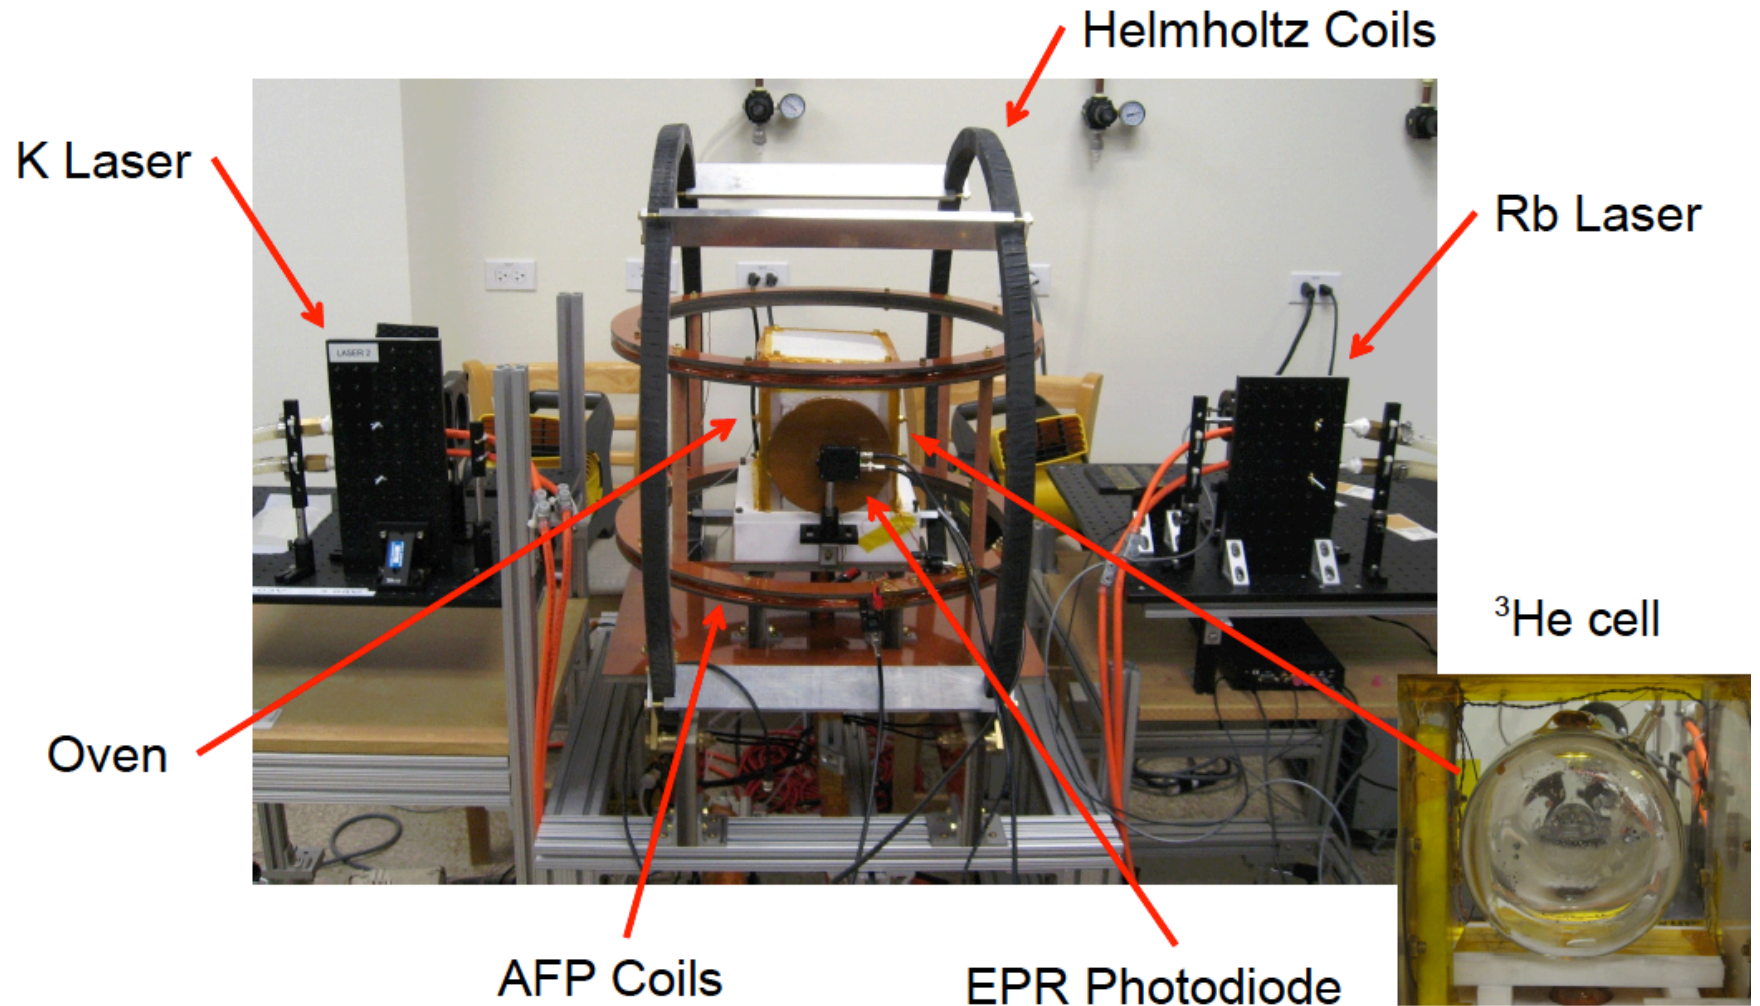 Helmholtz Coils
K Laser
Rb Laser
LASER 2
³He cell
Oven
AFP Coils
EPR Photodiode